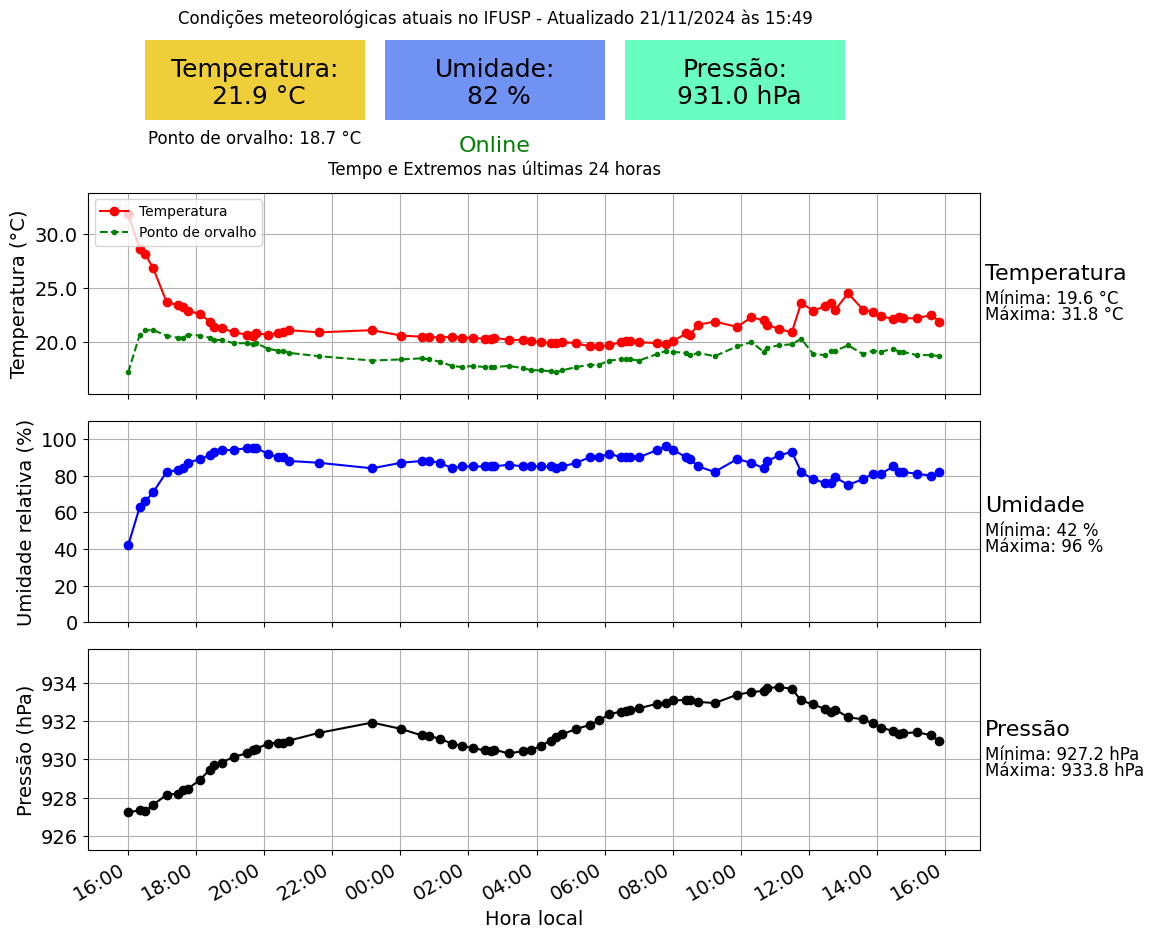 Condições meteorológicas atuais no IFUSP - Atualizado 21/11/2024 às 15:49
Temperatura:
21.9 °C
Umidade:
82 %
Pressão:
931.0 hPa
Ponto de orvalho: 18.7 °C
Online
Tempo e Extremos nas últimas 24 horas
Temperatura (°C)
30.0
25.0
20.0
Temperatura
Ponto de orvalho
Temperatura
Mínima: 19.6 °C
Máxima: 31.8 °C
Umidade relativa (%)
100
80
60
40
20
0
Umidade
Mínima: 42 %
Máxima: 96 %
Pressão (hPa)
934
932
930
928
926
Pressão
Mínima: 927.2 hPa
Máxima: 933.8 hPa
16:00
18:00
20:00
22:00
00:00
02:00
04:00
06:00
08:00
10:00
12:00
14:00
16:00
Hora local